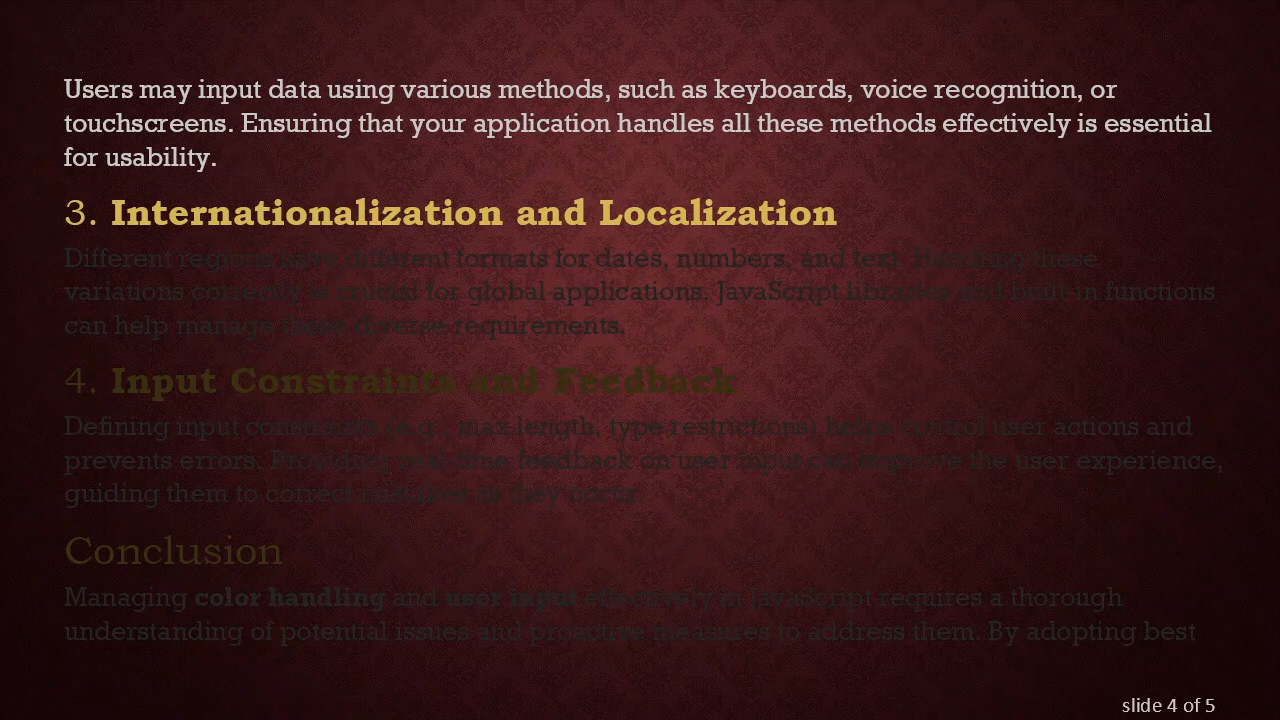 Users may input data using various methods, such as keyboards, voice recognition, or
touchscreens. Ensuring that your application handles all these methods effectively is essential
for usability.
3. Internationalization and Localization
Different regions have different formats for dates, numbers, and text. Handling these
variations correctly is crucial for global applications. JavaScript libraries and built-in functions
can help manage these diverse requirements.
4. Input Constraints and Feedback
Defining input constraints (e.g., max length, type restrictions) helps control user actions and
prevents errors. Providing real-time feedback on user input can improve the user experience,
guiding them to correct mistakes as they occur.
Conclusion
Managing color handling and user input effectively in JavaScript requires a thorough
understanding of potential issues and proactive measures to address them. By adopting best
slide 4 of 5